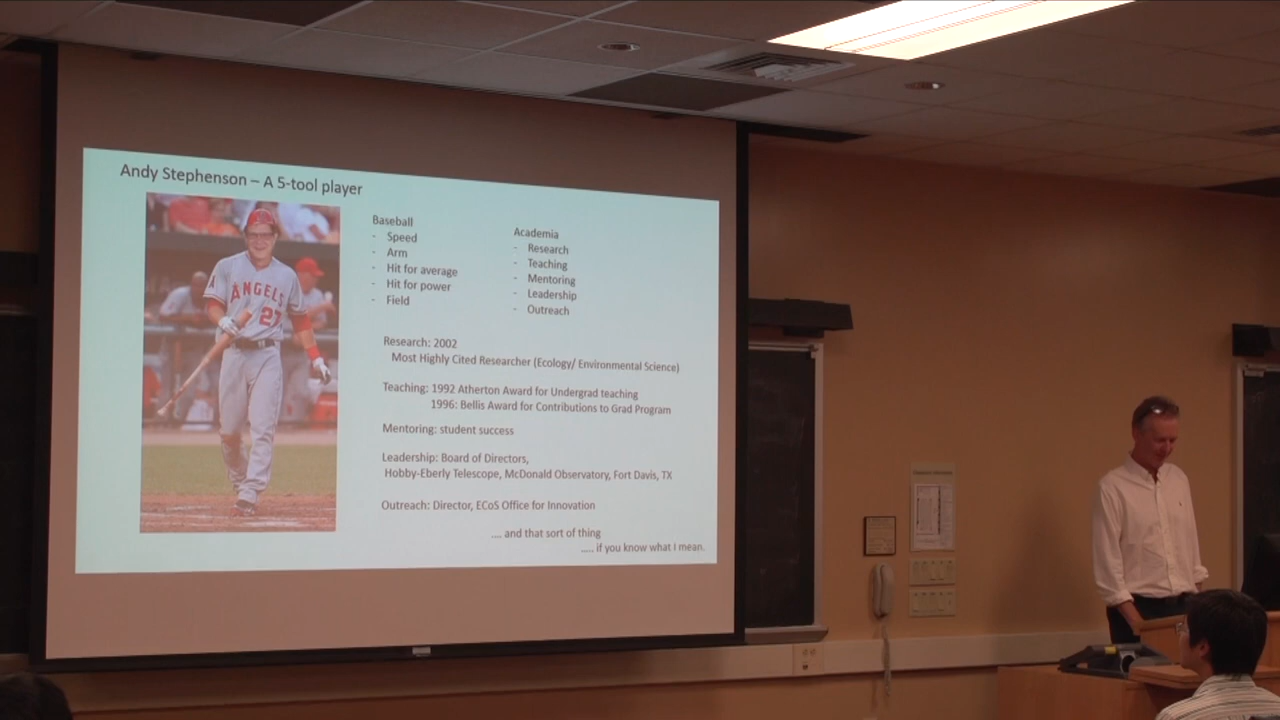 Andy Stephenson – A 5-tool player
ANGELS
27
Baseball
- Speed
- Arm
- Hit for average
- Hit for power
- Field
Academia
- Research
- Teaching
- Mentoring
- Leadership
- Outreach
Research: 2002
Most Highly Cited Researcher (Ecology/ Environmental Science)
Teaching: 1992 Atherton Award for Undergrad teaching
1996: Bellis Award for Contributions to Grad Program
Mentoring: student success
Leadership: Board of Directors,
Hobby-Eberly Telescope, McDonald Observatory, Fort Davis, TX
Outreach: Director, ECoS Office for Innovation
.... and that sort of thing
..... if you know what I mean.